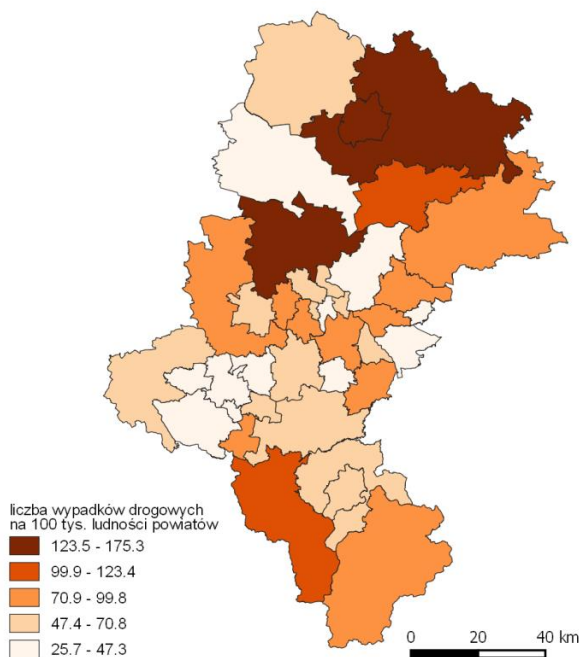 liczba wypadków drogowych
na 100 tys. ludności powiatów
123.5 - 175.3
99.9 - 123.4
70.9 - 99.8
47.4 - 70.8
25.7 - 47.3
0 20 40 km